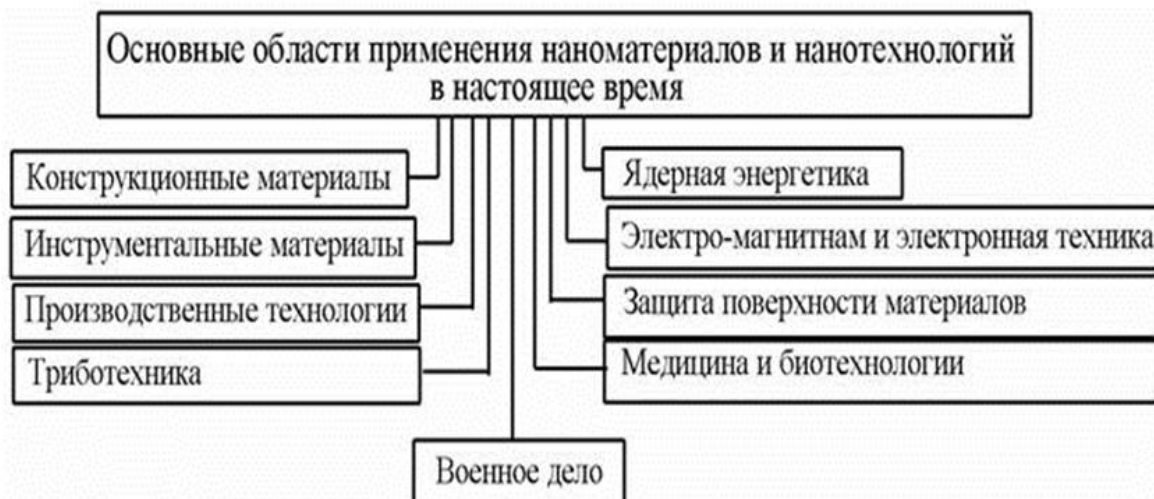 Основные области применения наноматериалов и нанотехнологий
в настоящее время
Конструкционные материалы
Инструментальные материалы
Производственные технологии
Триботехника
Ядерная энергетика
Электро-магнитнам и электронная техника
Защита поверхности материалов
Медицина и биотехнологии
Военное дело